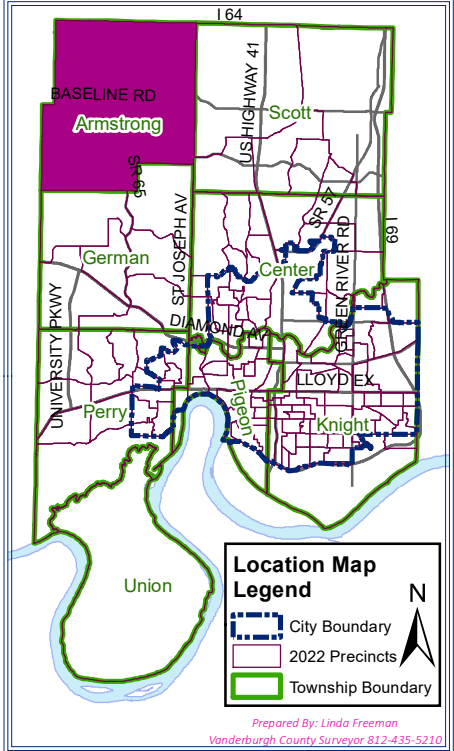 I 64
US HIGHWAY 41
BASELINE RD
Scott
Armstrong
SR 65
ST. JOSEPH AV
SR 57
GREEN RIVER RD
I 69
German
Center
UNIVERSITY PKWY
DIAMOND AV
LLOYD EX
Perry
Pigeon
Knight
Union
Location Map
Legend
City Boundary
2022 Precincts
Township Boundary
N
Prepared By: Linda Freeman
Vanderburgh County Surveyor 812-435-5210